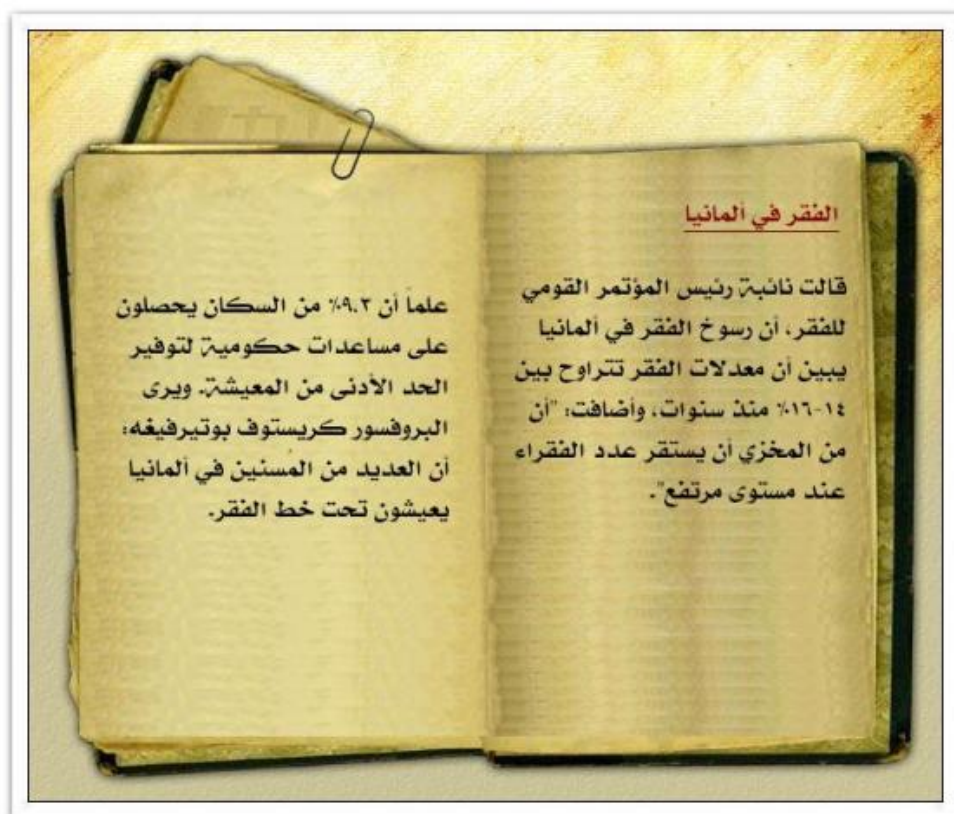 الفقر في ألمانيا
قالت نائبة رئيس المؤتمر القومي
للفقر، أن رسوخ الفقر في ألمانيا
يبين أن معدلات الفقر تتراوح بين
١٤-١٦٪ منذ سنوات، وأضافت: "أن
من المخزي أن يستقر عدد الفقراء
عند مستوى مرتفع".
علماً أن ٩.٣٪ من السكان يحصلون
على مساعدات حكومية لتوفير
الحد الأدنى من المعيشة. ويرى
البروفسور كريستوف بوتيرفيغه:
أن العديد من المسنين في ألمانيا
يعيشون تحت خط الفقر.